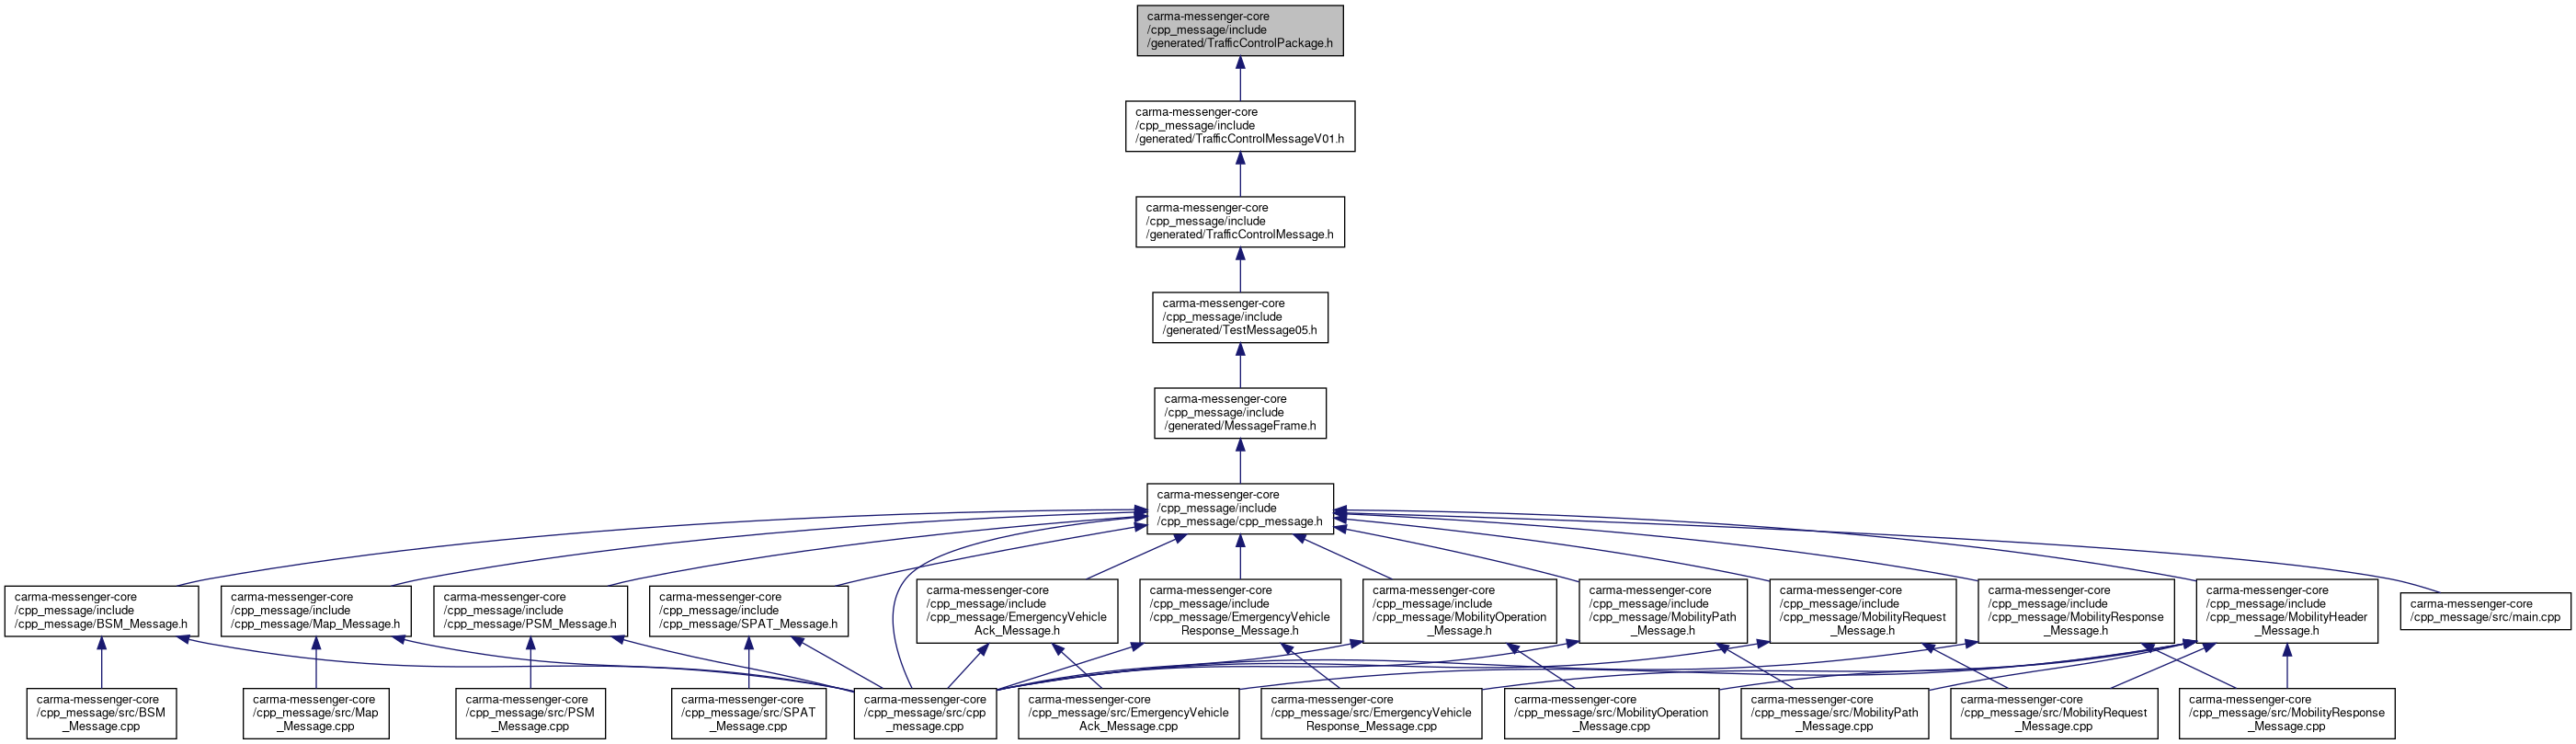 carma-messenger-core
/cpp_message/include
/generated/TrafficControlPackage.h
carma-messenger-core
/cpp_message/include
/generated/TrafficControlMessageV01.h
carma-messenger-core
/cpp_message/include
/generated/TrafficControlMessage.h
carma-messenger-core
/cpp_message/include
/generated/TestMessage05.h
carma-messenger-core
/cpp_message/include
/generated/MessageFrame.h
carma-messenger-core
/cpp_message/include
/cpp_message/cpp_message.h
carma-messenger-core
/cpp_message/include
/cpp_message/BSM_Message.h
carma-messenger-core
/cpp_message/include
/cpp_message/Map_Message.h
carma-messenger-core
/cpp_message/include
/cpp_message/PSM_Message.h
carma-messenger-core
/cpp_message/include
/cpp_message/SPAT_Message.h
carma-messenger-core
/cpp_message/include
/cpp_message/EmergencyVehicle
Ack_Message.h
carma-messenger-core
/cpp_message/include
/cpp_message/EmergencyVehicle
Response_Message.h
carma-messenger-core
/cpp_message/include
/cpp_message/MobilityOperation
_Message.h
carma-messenger-core
/cpp_message/include
/cpp_message/MobilityPath
_Message.h
carma-messenger-core
/cpp_message/include
/cpp_message/MobilityRequest
_Message.h
carma-messenger-core
/cpp_message/include
/cpp_message/MobilityResponse
_Message.h
carma-messenger-core
/cpp_message/include
/cpp_message/MobilityHeader
_Message.h
carma-messenger-core
/cpp_message/src/main.cpp
carma-messenger-core
/cpp_message/src/BSM
_Message.cpp
carma-messenger-core
/cpp_message/src/Map
_Message.cpp
carma-messenger-core
/cpp_message/src/PSM
_Message.cpp
carma-messenger-core
/cpp_message/src/SPAT
_Message.cpp
carma-messenger-core
/cpp_message/src/cpp
_message.cpp
carma-messenger-core
/cpp_message/src/EmergencyVehicle
Ack_Message.cpp
carma-messenger-core
/cpp_message/src/EmergencyVehicle
Response_Message.cpp
carma-messenger-core
/cpp_message/src/MobilityOperation
_Message.cpp
carma-messenger-core
/cpp_message/src/MobilityPath
_Message.cpp
carma-messenger-core
/cpp_message/src/MobilityRequest
_Message.cpp
carma-messenger-core
/cpp_message/src/MobilityResponse
_Message.cpp